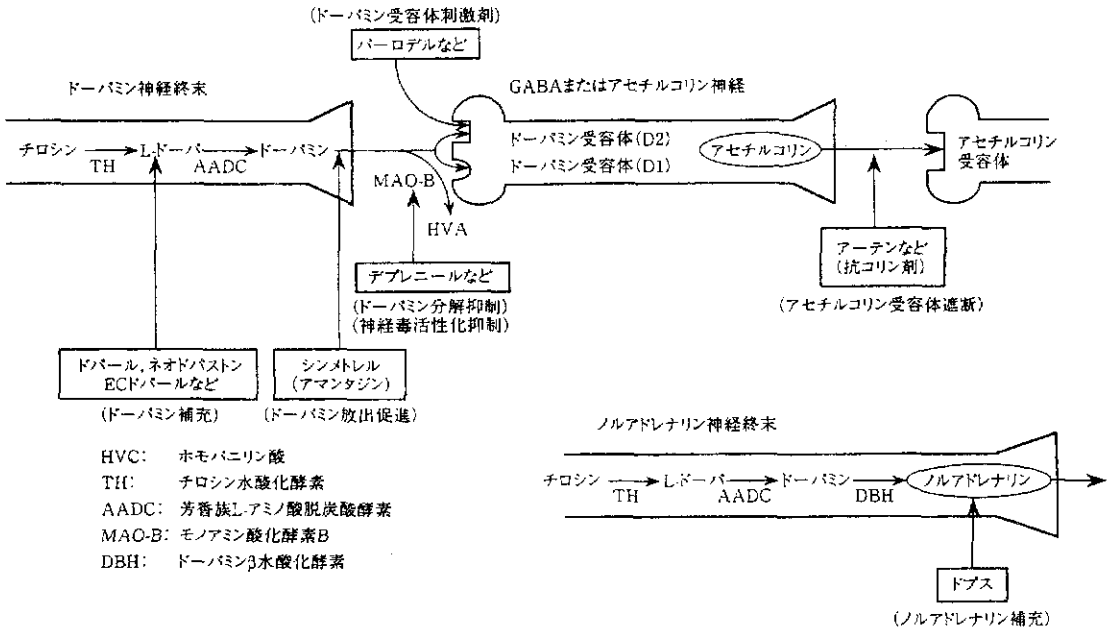 (ドーパミン受容体刺激剤)
パーロデルなど
ドーパミン神経終末
GABAまたはアセチルコリン神経
チロシン
TH
L-ドーパ
AADC
ドーパミン
MAO-B
HVA
ドーパミン受容体(D2)
ドーパミン受容体(D1)
アセチルコリン
アセチルコリン
受容体
デプレニールなど
(ドーパミン分解抑制)
(神経毒活性化抑制)
アーテンなど
(抗コリン剤)
(アセチルコリン受容体遮断)
ドパール,ネオドパストン
ECドパールなど
(ドーパミン補充)
シンメトレル
(アマンタジン)
(ドーパミン放出促進)
HVC: ホモバニリン酸
TH: チロシン水酸化酵素
AADC: 芳香族L-アミノ酸脱炭酸酵素
MAO-B: モノアミン酸化酵素B
DBH: ドーパミンβ水酸化酵素
ノルアドレナリン神経終末
チロシン
TH
L-ドーパ
AADC
ドーパミン
DBH
ノルアドレナリン
ドプス
(ノルアドレナリン補充)